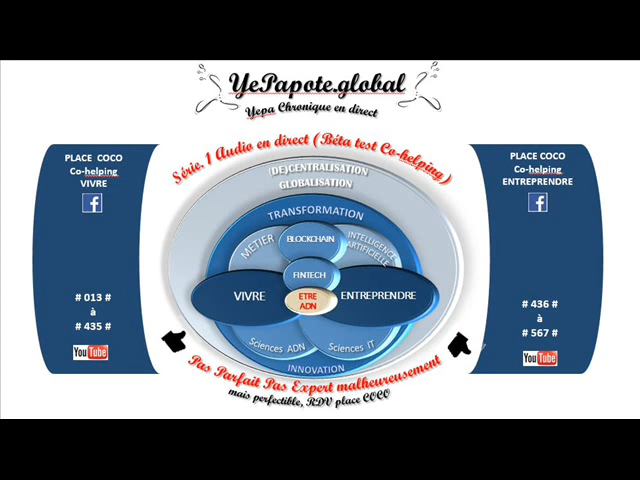 YePapote.global
Yepa Chronique en direct
Série, 1 Audio en direct (Béta test Co-helping)
PLACE COCO
Co-helping
VIVRE
# 013 #
à
# 435 #
YouTube
(DE)CENTRALISATION
GLOBALISATION
TRANSFORMATION
METIER
BLOCKCHAIN
INTELLIGENCE
ARTIFICIELLE
FINTECH
VIVRE
ETRE
ADN
ENTREPRENDRE
Sciences ADN
Sciences IT
INNOVATION
PLACE COCO
Co-helping
ENTREPRENDRE
# 436 #
à
# 567 #
YouTube
Pas Parfait Pas Expert malheureusement
mais perfectible, RDV place COCO